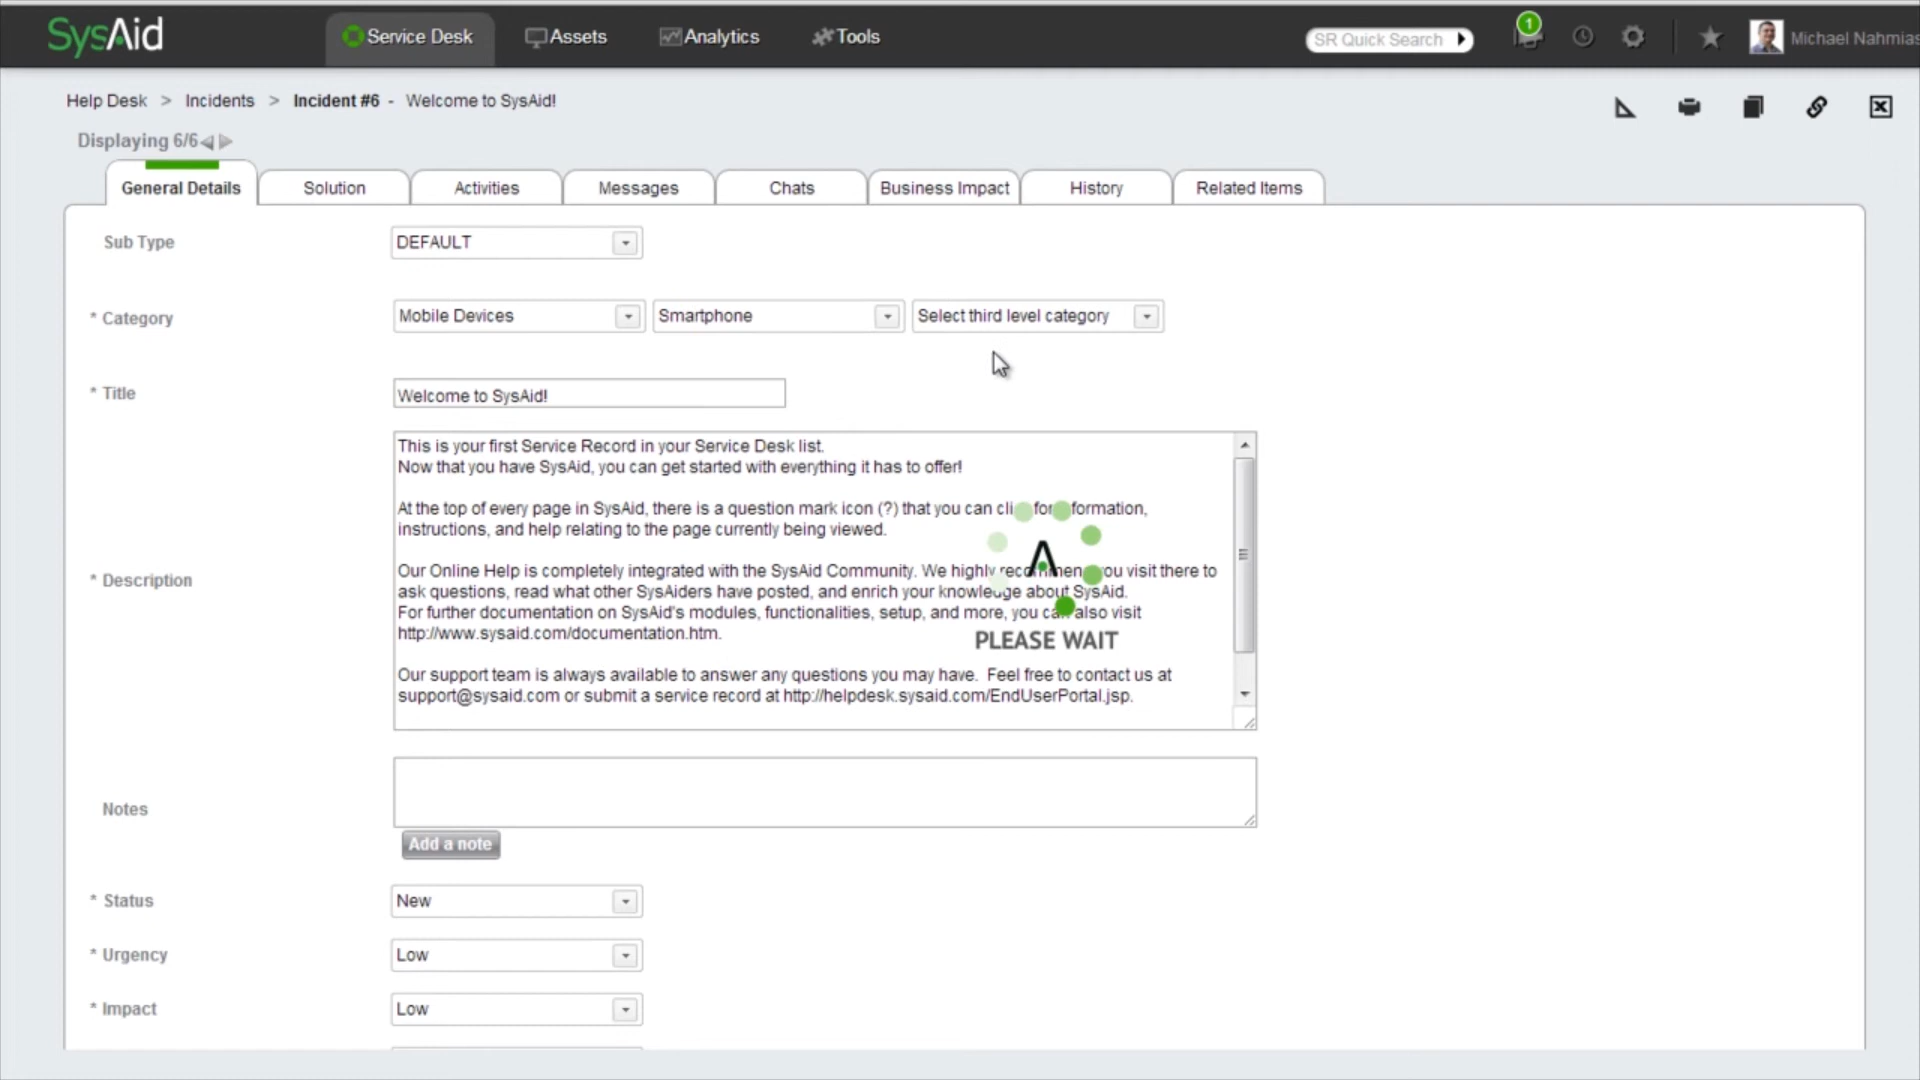 SysAid
Service Desk
Assets
Analytics
Tools
SR Quick Search
1
Michael Nahmias
Help Desk > Incidents > Incident #6 - Welcome to SysAid!
Displaying 6/6
General Details
Solution
Activities
Messages
Chats
Business Impact
History
Related Items
Sub Type
DEFAULT
* Category
Mobile Devices
Smartphone
Select third level category
* Title
Welcome to SysAid!
* Description
This is your first Service Record in your Service Desk list.
Now that you have SysAid, you can get started with everything it has to offer!
At the top of every page in SysAid, there is a question mark icon (?) that you can for
instructions, and help relating to the page currently being viewed.
Our Online Help is completely integrated with the SysAid Community. We highly visit there to
ask questions, read what other SysAiders have posted, and enrich your knowledge about SysAid.
For further documentation on SysAid's modules, functionalities, setup, and more, you can also visit
http://www.sysaid.com/documentation.htm.
Our support team is always available to answer any questions you may have. Feel free to contact us at
support@sysaid.com or submit a service record at http://helpdesk.sysaid.com/EndUserPortal.jsp.
PLEASE WAIT
Notes
Add a note
* Status
New
* Urgency
Low
* Impact
Low